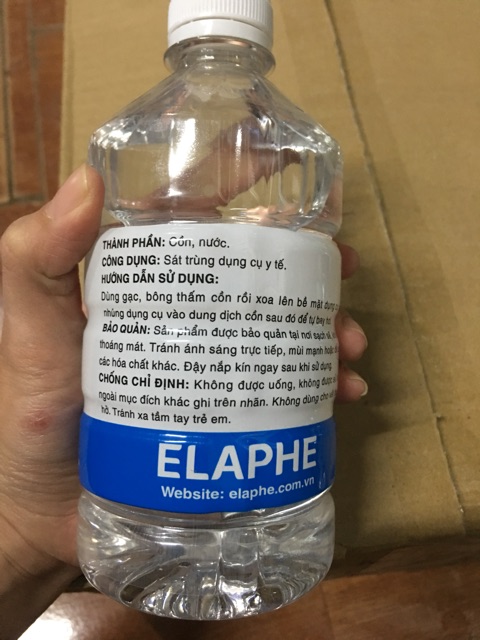 THÀNH PHẦN: Cồn, nước.
CÔNG DỤNG: Sát trùng dụng cụ y tế.
HƯỚNG DẪN SỬ DỤNG:
Dùng gạc, bông thấm cồn rồi xoa lên bề mặt dụng
nhúng dụng cụ vào dung dịch cồn sau đó để tự bay hơi.
BẢO QUẢN: Sản phẩm được bảo quản tại nơi sạch
thoáng mát. Tránh ánh sáng trực tiếp, mùi mạnh hoặc
các hóa chất khác. Đậy nắp kín ngay sau khi sử dụng.
CHỐNG CHỈ ĐỊNH: Không được uống, không được
ngoài mục đích khác ghi trên nhãn. Không dùng cho
hở. Tránh xa tầm tay trẻ em.
ELAPHE
Website: elaphe.com.vn